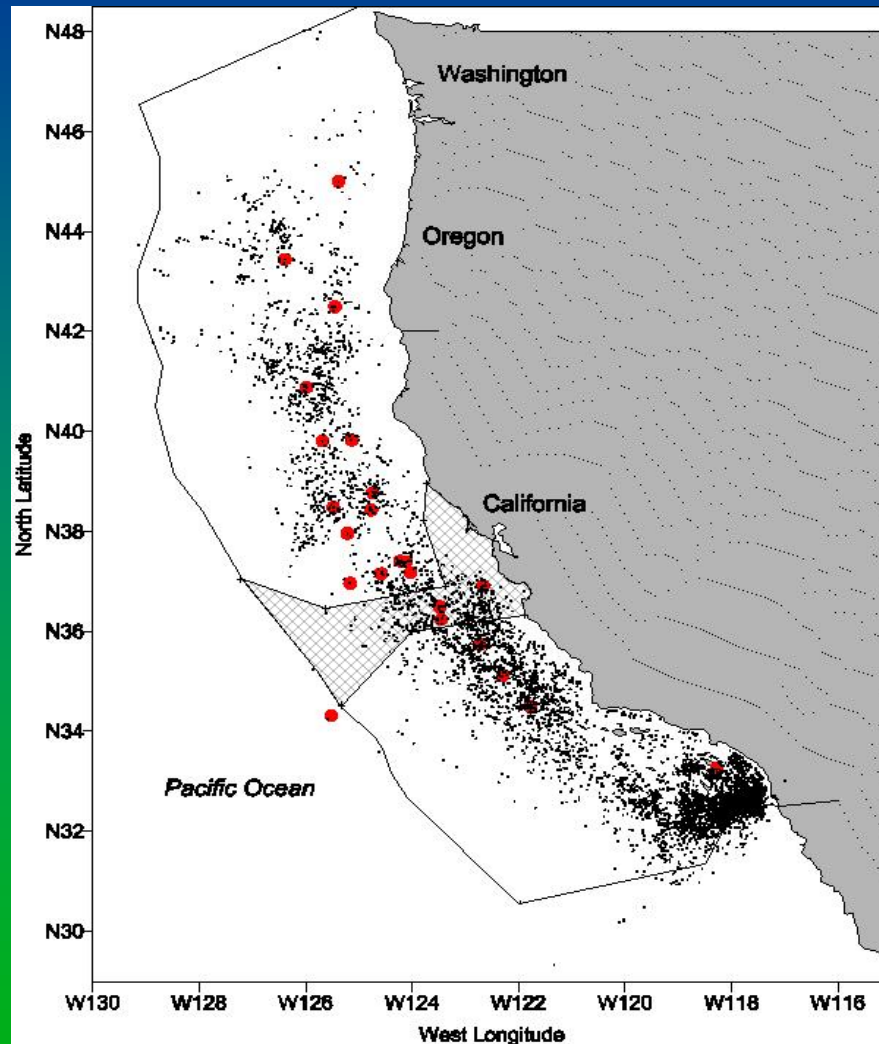 N48
Washington
N46
Oregon
N44
N42
N40
California
N38
North Latitude
N36
N34
Pacific Ocean
N32
N30
W130 W128 W126 W124 W122 W120 W118 W116
West Longitude